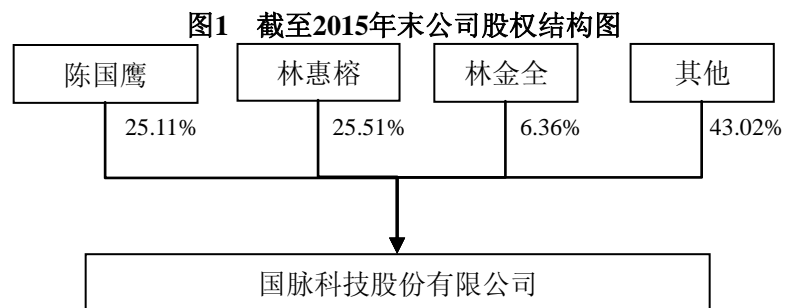 图1 截至2015年末公司股权结构图
陈国鹰 林惠榕 林金全 其他
25.11% 25.51% 6.36% 43.02%
国脉科技股份有限公司